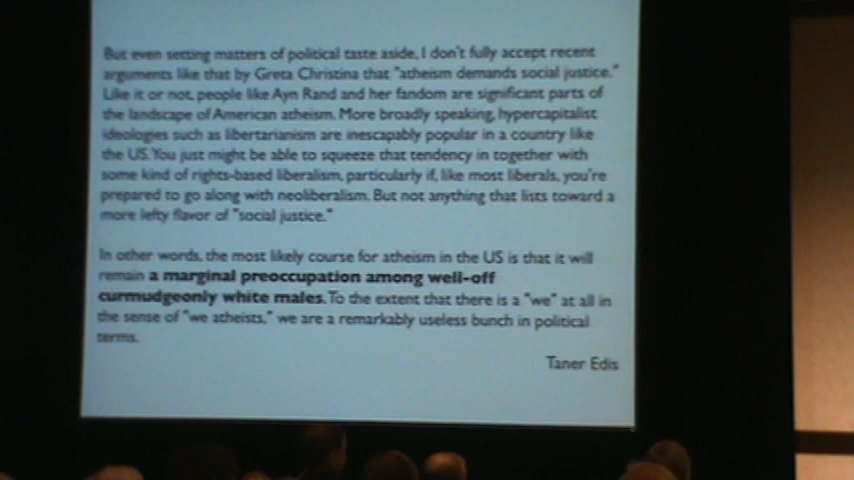 But even setting matters of political taste aside, I don't fully accept recent
arguments like that by Greta Christina that "atheism demands social justice."
Like it or not, people like Ayn Rand and her fandom are significant parts of
the landscape of American atheism. More broadly speaking, hypercapitalist
ideologies such as libertarianism are inescapably popular in a country like
the US. You just might be able to squeeze that tendency in together with
some kind of rights-based liberalism, particularly if, like most liberals, you're
prepared to go along with neoliberalism. But not anything that lists toward a
more lefty flavor of "social justice."
In other words, the most likely course for atheism in the US is that it will
remain a marginal preoccupation among well-off
curmudgeonly white males. To the extent that there is a "we" at all in
the sense of "we atheists," we are a remarkably useless bunch in political
terms.
Taner Edis